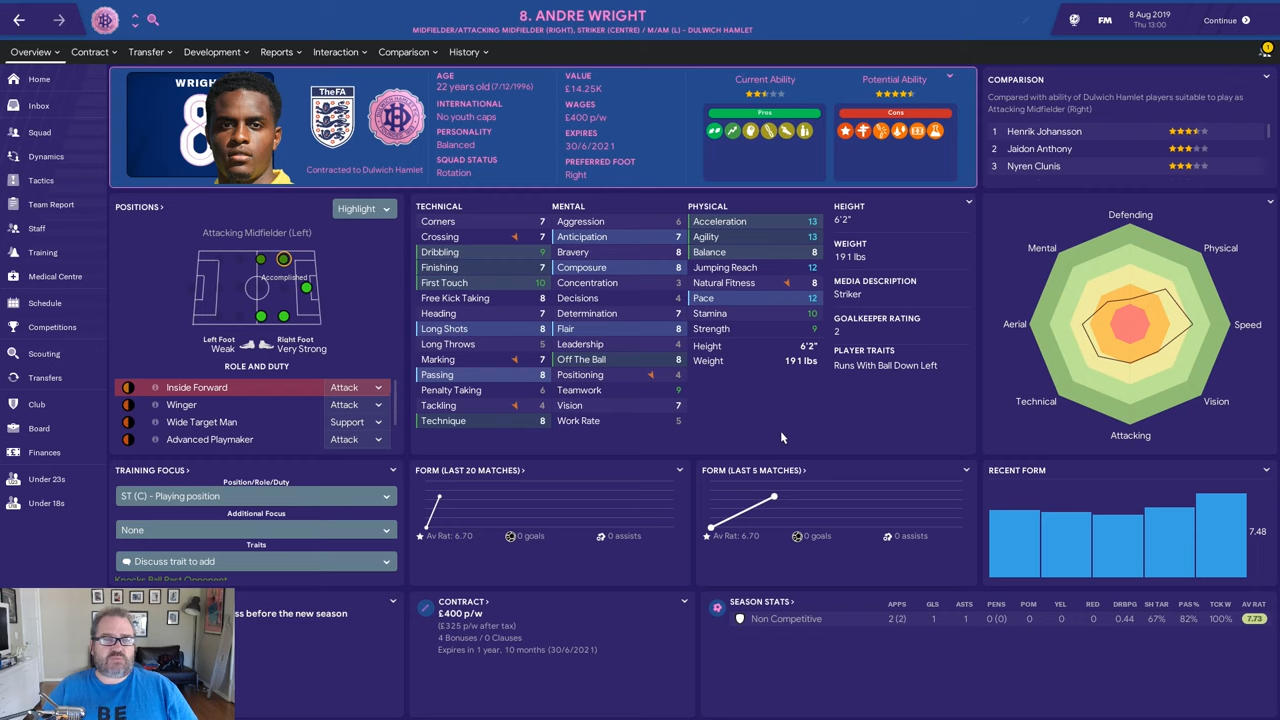 8. ANDRE WRIGHT
MIDFIELDER/ATTACKING MIDFIELDER (RIGHT), STRIKER (CENTRE) / M/AM (L) - DULWICH HAMLET
FM
8 Aug 2019
Thu 13:00
Continue
Overview
Contract
Transfer
Development
Reports
Interaction
Comparison
History
1
Home
Inbox
Squad
Dynamics
Tactics
Team Report
Staff
Training
Medical Centre
Schedule
Competitions
Scouting
Transfers
Club
Board
Finances
Under 23s
Under 18s
WRIGHT
8
TheFA
Contracted to Dulwich Hamlet
AGE
22 years old (7/12/1996)
INTERNATIONAL
No youth caps
PERSONALITY
Balanced
SQUAD STATUS
Rotation
VALUE
£14.25K
WAGES
£400 p/w
EXPIRES
30/6/2021
PREFERRED FOOT
Right
Current Ability
Pros
Potential Ability
Cons
COMPARISON
Compared with ability of Dulwich Hamlet players suitable to play as
Attacking Midfielder (Right)
1 Henrik Johansson
2 Jaidon Anthony
3 Nyren Clunis
POSITIONS
Highlight
Attacking Midfielder (Left)
Accomplished
Left Foot
Weak
Right Foot
Very Strong
ROLE AND DUTY
Inside Forward Attack
Winger Attack
Wide Target Man Support
Advanced Playmaker Attack
TECHNICAL
Corners 7
Crossing 7
Dribbling 9
Finishing 7
First Touch 10
Free Kick Taking 8
Heading 7
Long Shots 8
Long Throws 5
Marking 7
Passing 8
Penalty Taking 6
Tackling 4
Technique 8
MENTAL
Aggression 6
Anticipation 7
Bravery 8
Composure 8
Concentration 3
Decisions 4
Determination 7
Flair 8
Leadership 4
Off The Ball 8
Positioning 4
Teamwork 9
Vision 7
Work Rate 5
PHYSICAL
Acceleration 13
Agility 13
Balance 8
Jumping Reach 12
Natural Fitness 8
Pace 12
Stamina 10
Strength 9
Height 6'2"
Weight 191 lbs
HEIGHT
6'2"
WEIGHT
191 lbs
MEDIA DESCRIPTION
Striker
GOALKEEPER RATING
2
PLAYER TRAITS
Runs With Ball Down Left
Defending
Physical
Speed
Vision
Attacking
Technical
Aerial
Mental
TRAINING FOCUS
Position/Role/Duty
ST (C) - Playing position
Additional Focus
None
Traits
Discuss trait to add
Knocks Ball Past Opponent
FORM (LAST 20 MATCHES)
Av Rat: 6.70
0 goals
0 assists
FORM (LAST 5 MATCHES)
Av Rat: 6.70
0 goals
0 assists
RECENT FORM
7.48
ss before the new season
BE
CONTRACT
£400 p/w
(£325 p/w after tax)
4 Bonuses / 0 Clauses
Expires in 1 year, 10 months (30/6/2021)
SEASON STATS
APPS GLS ASTS PENS POM YEL RED DRBPG SH TAR PAS % TCK W AV RAT
Non Competitive 2 (2) 1 1 0 (0) 0 0 0 0.44 67% 82% 100% 7.73